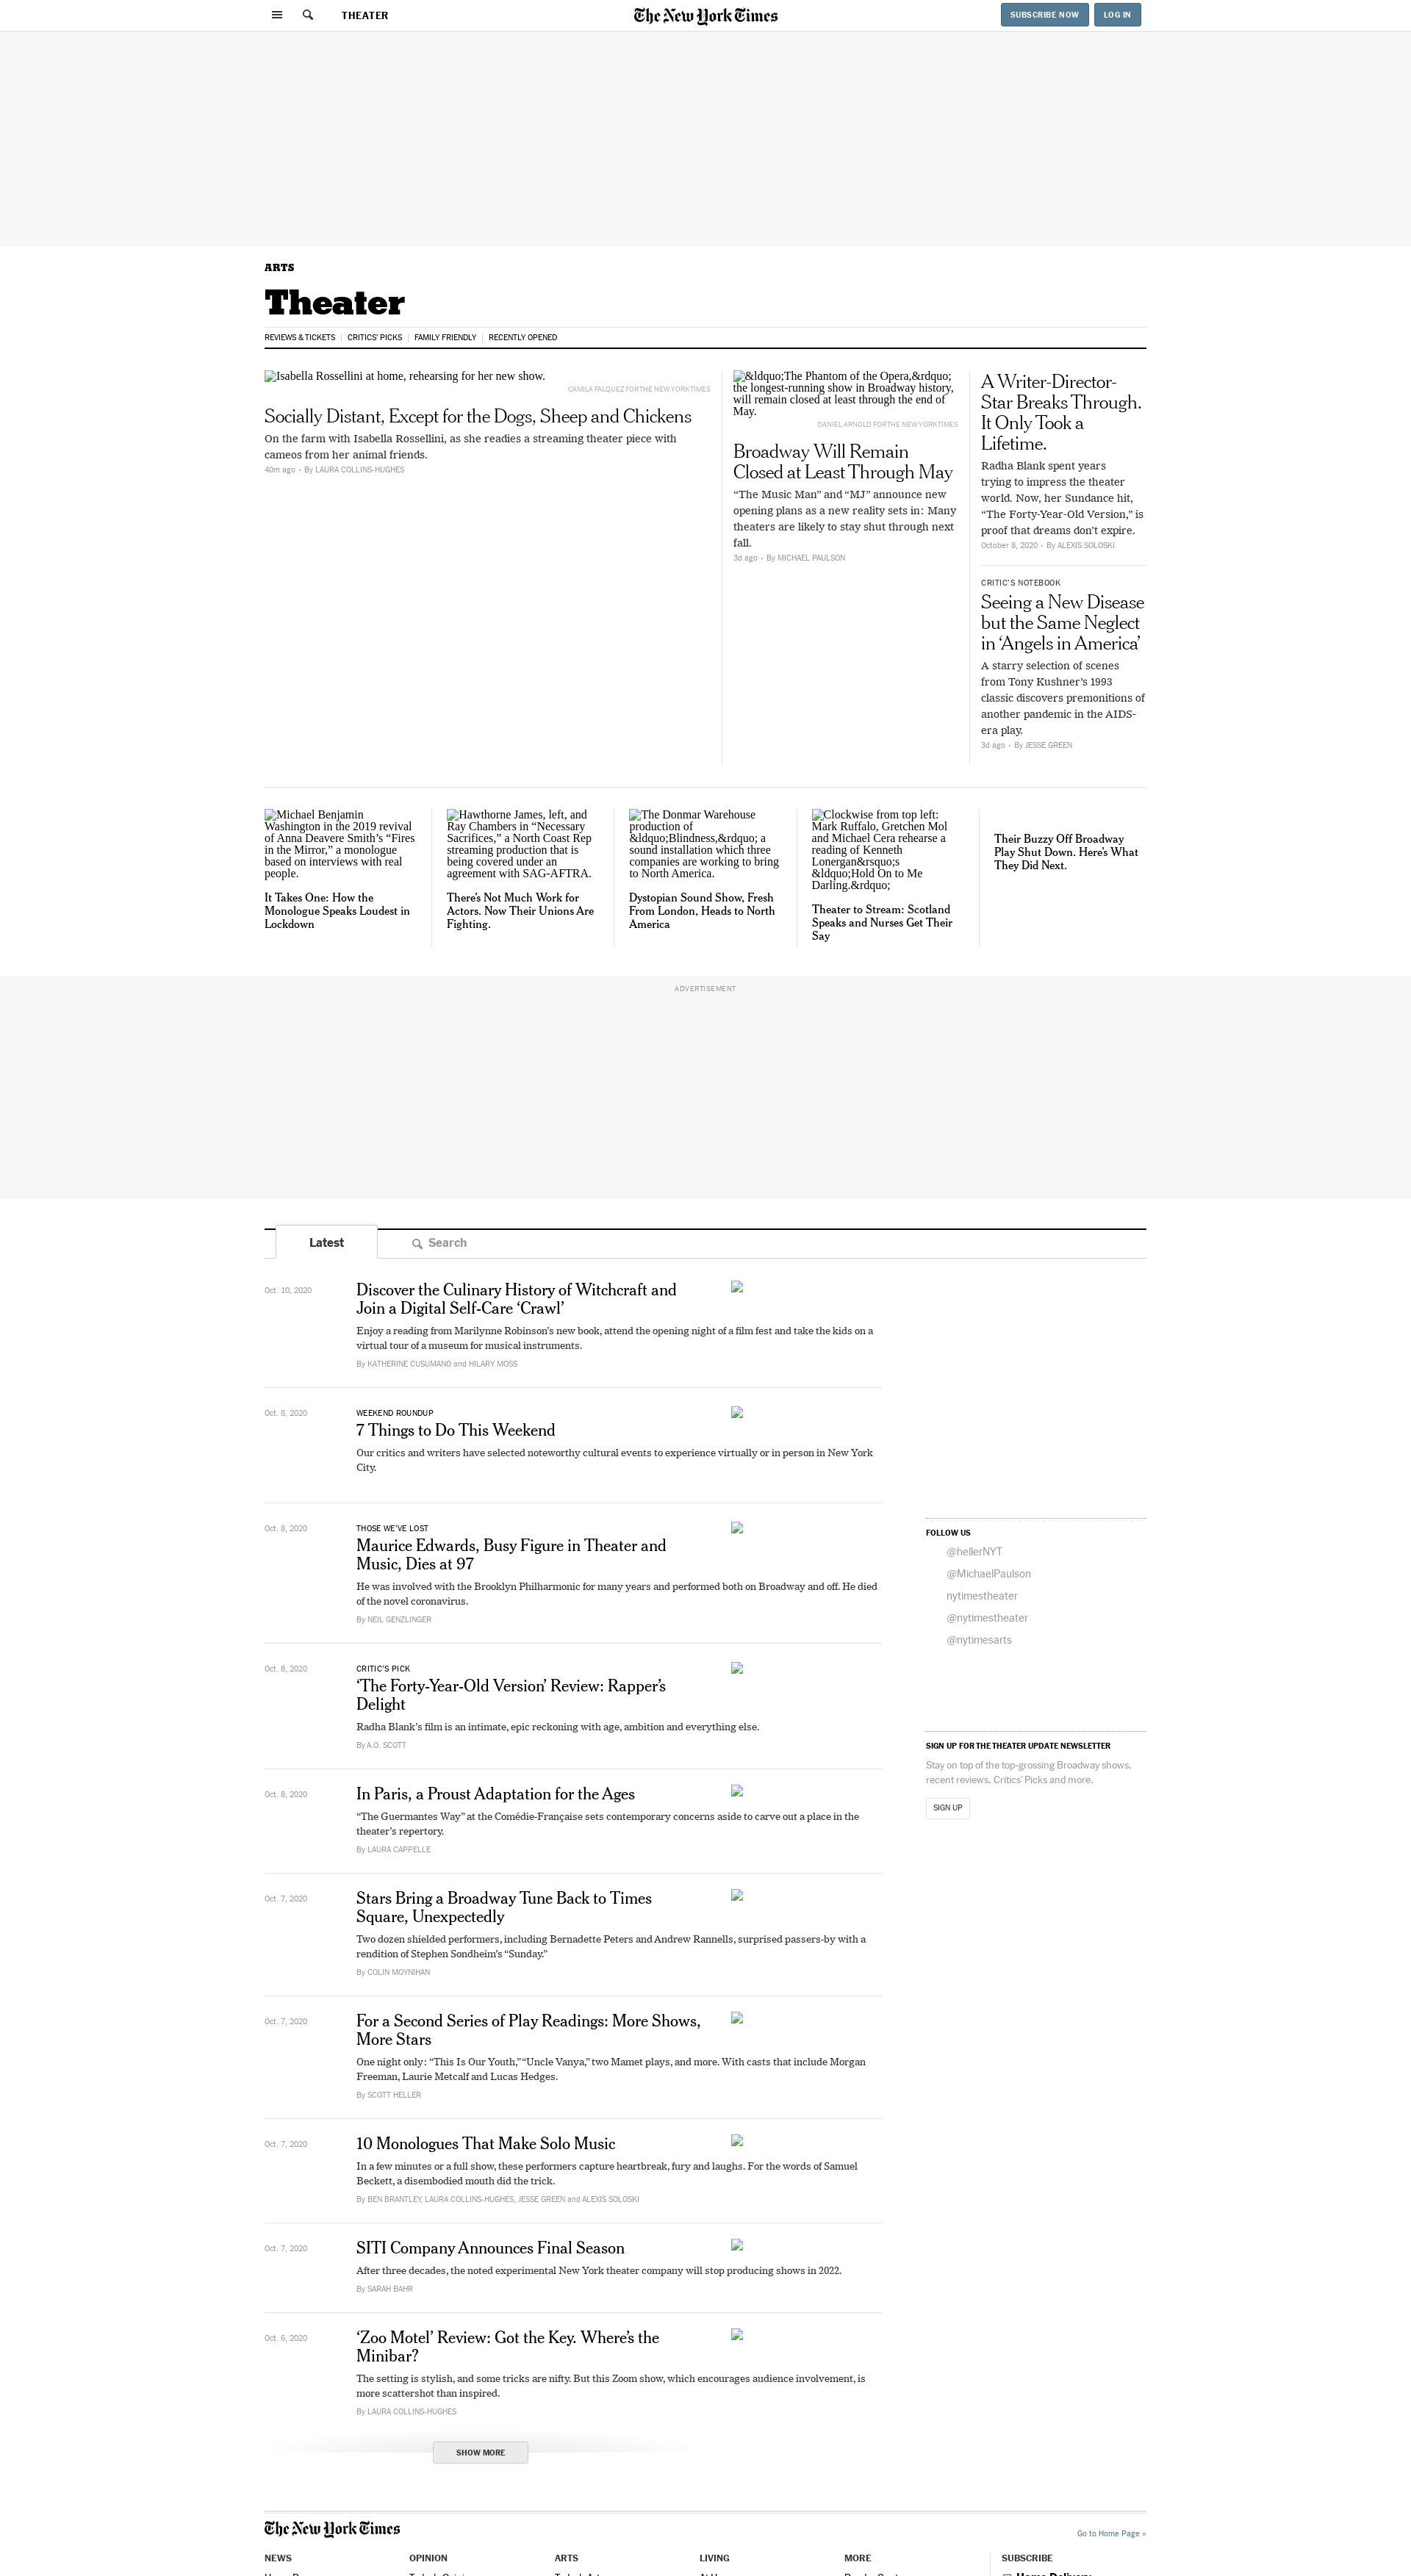 THEATER
The New York Times
SUBSCRIBE NOW
LOG IN
ARTS
Theater
REVIEWS & TICKETS
CRITICS' PICKS
FAMILY FRIENDLY
RECENTLY OPENED
Isabella Rossellini at home, rehearsing for her new show.
CAMILA FALQUEZ FOR THE NEW YORK TIMES
Socially Distant, Except for the Dogs, Sheep and Chickens
On the farm with Isabella Rossellini, as she readies a streaming theater piece with
cameos from her animal friends.
40m ago • By LAURA COLLINS-HUGHES
&ldquo;The Phantom of the Opera,&rdquo;
the longest-running show in Broadway history,
will remain closed at least through the end of
May.
DANIEL ARNOLD FOR THE NEW YORK TIMES
Broadway Will Remain
Closed at Least Through May
“The Music Man” and “MJ” announce new
opening plans as a new reality sets in: Many
theaters are likely to stay shut through next
fall.
3d ago • By MICHAEL PAULSON
A Writer-Director-
Star Breaks Through.
It Only Took a
Lifetime.
Radha Blank spent years
trying to impress the theater
world. Now, her Sundance hit,
“The Forty-Year-Old Version,” is
proof that dreams don’t expire.
October 8, 2020 • By ALEXIS SOLOSKI
CRITIC’S NOTEBOOK
Seeing a New Disease
but the Same Neglect
in ‘Angels in America’
A starry selection of scenes
from Tony Kushner’s 1993
classic discovers premonitions of
another pandemic in the AIDS-
era play.
3d ago • By JESSE GREEN
Michael Benjamin
Washington in the 2019 revival
of Anna Deavere Smith’s “Fires
in the Mirror,” a monologue
based on interviews with real
people.
It Takes One: How the
Monologue Speaks Loudest in
Lockdown
Hawthorne James, left, and
Ray Chambers in “Necessary
Sacrifices,” a North Coast Rep
streaming production that is
being covered under an
agreement with SAG-AFTRA.
There’s Not Much Work for
Actors. Now Their Unions Are
Fighting.
The Donmar Warehouse
production of
&ldquo;Blindness,&rdquo; a
sound installation which three
companies are working to bring
to North America.
Dystopian Sound Show, Fresh
From London, Heads to North
America
Clockwise from top left:
Mark Ruffalo, Gretchen Mol
and Michael Cera rehearse a
reading of Kenneth
Lonergan&rsquo;s
&ldquo;Hold On to Me
Darling.&rdquo;
Theater to Stream: Scotland
Speaks and Nurses Get Their
Say
Their Buzzy Off Broadway
Play Shut Down. Here’s What
They Did Next.
ADVERTISEMENT
Latest
Search
Oct. 10, 2020
Discover the Culinary History of Witchcraft and
Join a Digital Self-Care ‘Crawl’
Enjoy a reading from Marilynne Robinson’s new book, attend the opening night of a film fest and take the kids on a
virtual tour of a museum for musical instruments.
By KATHERINE CUSUMANO and HILARY MOSS
Oct. 8, 2020
WEEKEND ROUNDUP
7 Things to Do This Weekend
Our critics and writers have selected noteworthy cultural events to experience virtually or in person in New York
City.
Oct. 8, 2020
THOSE WE’VE LOST
Maurice Edwards, Busy Figure in Theater and
Music, Dies at 97
He was involved with the Brooklyn Philharmonic for many years and performed both on Broadway and off. He died
of the novel coronavirus.
By NEIL GENZLINGER
Oct. 8, 2020
CRITIC’S PICK
‘The Forty-Year-Old Version’ Review: Rapper’s
Delight
Radha Blank’s film is an intimate, epic reckoning with age, ambition and everything else.
By A.O. SCOTT
Oct. 8, 2020
In Paris, a Proust Adaptation for the Ages
“The Guermantes Way” at the Comédie-Française sets contemporary concerns aside to carve out a place in the
theater’s repertory.
By LAURA CAPPELLE
Oct. 7, 2020
Stars Bring a Broadway Tune Back to Times
Square, Unexpectedly
Two dozen shielded performers, including Bernadette Peters and Andrew Rannells, surprised passers-by with a
rendition of Stephen Sondheim’s “Sunday.”
By COLIN MOYNIHAN
Oct. 7, 2020
For a Second Series of Play Readings: More Shows,
More Stars
One night only: “This Is Our Youth,” “Uncle Vanya,” two Mamet plays, and more. With casts that include Morgan
Freeman, Laurie Metcalf and Lucas Hedges.
By SCOTT HELLER
Oct. 7, 2020
10 Monologues That Make Solo Music
In a few minutes or a full show, these performers capture heartbreak, fury and laughs. For the words of Samuel
Beckett, a disembodied mouth did the trick.
By BEN BRANTLEY, LAURA COLLINS-HUGHES, JESSE GREEN and ALEXIS SOLOSKI
Oct. 7, 2020
SITI Company Announces Final Season
After three decades, the noted experimental New York theater company will stop producing shows in 2022.
By SARAH BAHR
Oct. 6, 2020
‘Zoo Motel’ Review: Got the Key. Where’s the
Minibar?
The setting is stylish, and some tricks are nifty. But this Zoom show, which encourages audience involvement, is
more scattershot than inspired.
By LAURA COLLINS-HUGHES
SHOW MORE
FOLLOW US
@hellerNYT
@MichaelPaulson
nytimestheater
@nytimestheater
@nytimesarts
SIGN UP FOR THE THEATER UPDATE NEWSLETTER
Stay on top of the top-grossing Broadway shows,
recent reviews, Critics’ Picks and more.
SIGN UP
The New York Times
Go to Home Page »
NEWS
OPINION
ARTS
LIVING
MORE
SUBSCRIBE